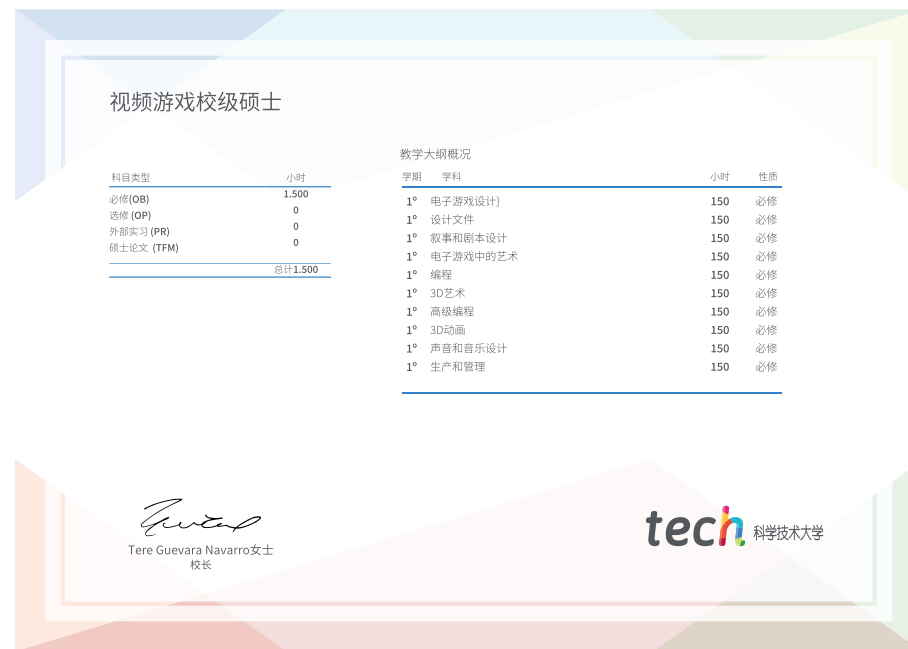 视频游戏校级硕士
科目类型 小时
必修(OB) 1.500
选修 (OP) 0
外部实习 (PR) 0
硕士论文 (TFM) 0
总计1.500
教学大纲概况
学期 学科 小时 性质
1º 电子游戏设计} 150 必修
1º 设计文件 150 必修
1º 叙事和剧本设计 150 必修
1º 电子游戏中的艺术 150 必修
1º 编程 150 必修
1º 3D艺术 150 必修
1º 高级编程 150 必修
1º 3D动画 150 必修
1º 声音和音乐设计 150 必修
1º 生产和管理 150 必修
Tere Guevara Navarro女士
校长
tech 科学技术大学